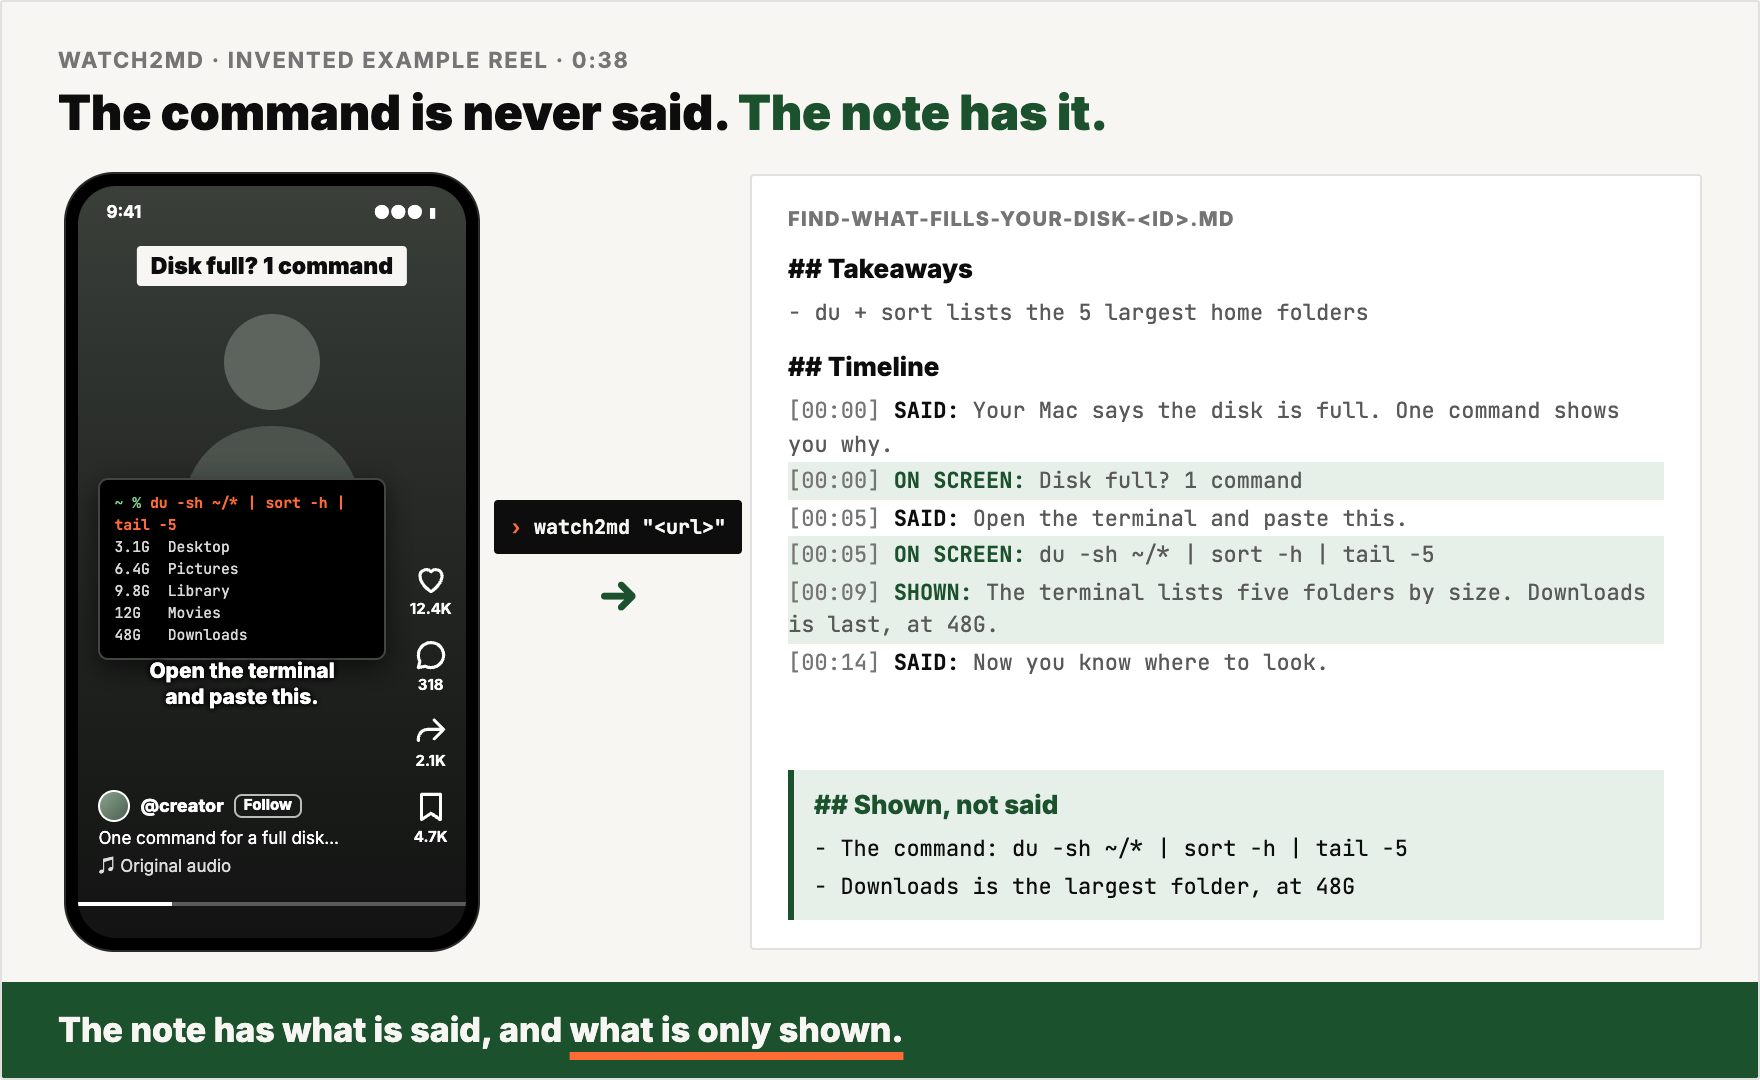 WATCH2MD · INVENTED EXAMPLE REEL · 0:38
The command is never said. The note has it.
9:41
Disk full? 1 command
~ % du -sh ~/* | sort -h |
tail -5
3.1G Desktop
6.4G Pictures
9.8G Library
12G Movies
48G Downloads
Open the terminal
and paste this.
12.4K
318
2.1K
4.7K
@creator Follow
One command for a full disk...
Original audio
› watch2md "<url>"
FIND-WHAT-FILLS-YOUR-DISK-<ID>.MD
## Takeaways
- du + sort lists the 5 largest home folders
## Timeline
[00:00] SAID: Your Mac says the disk is full. One command shows
you why.
[00:00] ON SCREEN: Disk full? 1 command
[00:05] SAID: Open the terminal and paste this.
[00:05] ON SCREEN: du -sh ~/* | sort -h | tail -5
[00:09] SHOWN: The terminal lists five folders by size. Downloads
is last, at 48G.
[00:14] SAID: Now you know where to look.
## Shown, not said
- The command: du -sh ~/* | sort -h | tail -5
- Downloads is the largest folder, at 48G
The note has what is said, and what is only shown.